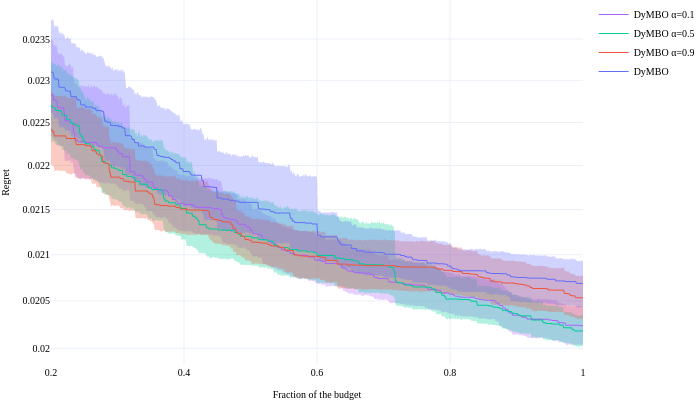 DyMBO α=0.1
DyMBO α=0.5
DyMBO α=0.9
DyMBO
0.0235
0.023
0.0225
0.022
0.0215
0.021
0.0205
0.02
Regret
0.2 0.4 0.6 0.8 1
Fraction of the budget